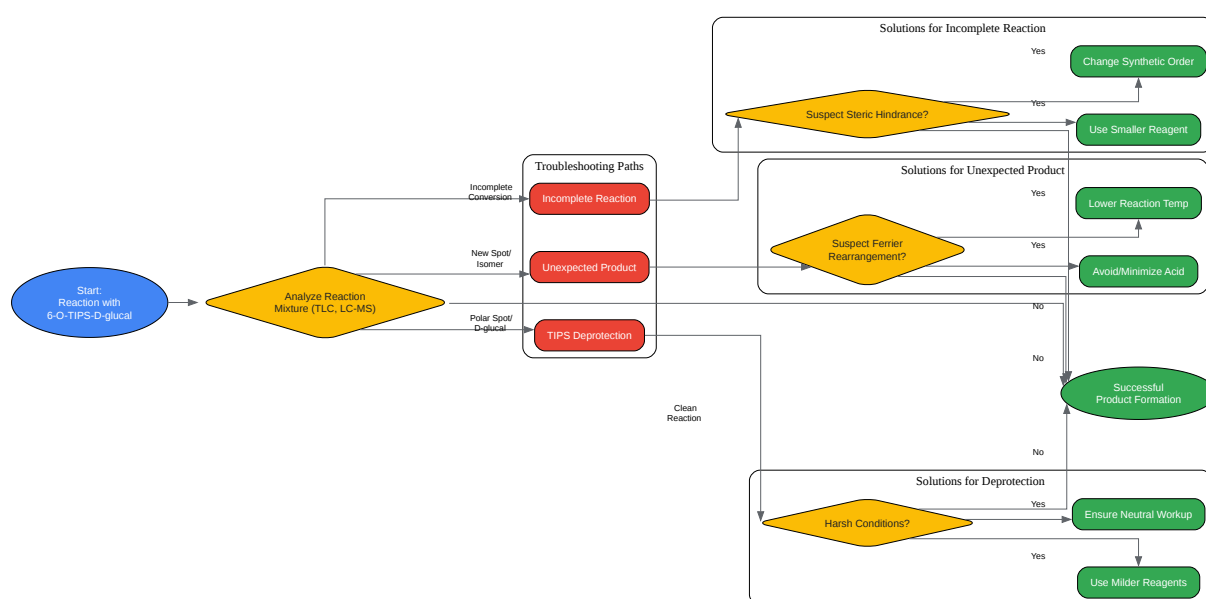 Solutions for Incomplete Reaction
Yes
Change Synthetic Order
Yes
Suspect Steric Hindrance?
Use Smaller Reagent
Troubleshooting Paths
Solutions for Unexpected Product
Incomplete
Conversion
Incomplete Reaction
Yes
Lower Reaction Temp
New Spot/
Isomer
Unexpected Product
Suspect Ferrier
Rearrangement?
Yes
Avoid/Minimize Acid
Start:
Reaction with
6-O-TIPS-D-glucal
Analyze Reaction
Mixture (TLC, LC-MS)
Polar Spot/
D-glucal
TIPS Deprotection
No
No
Successful
Product Formation
Clean
Reaction
No
Solutions for Deprotection
Yes
Harsh Conditions?
Ensure Neutral Workup
Yes
Use Milder Reagents